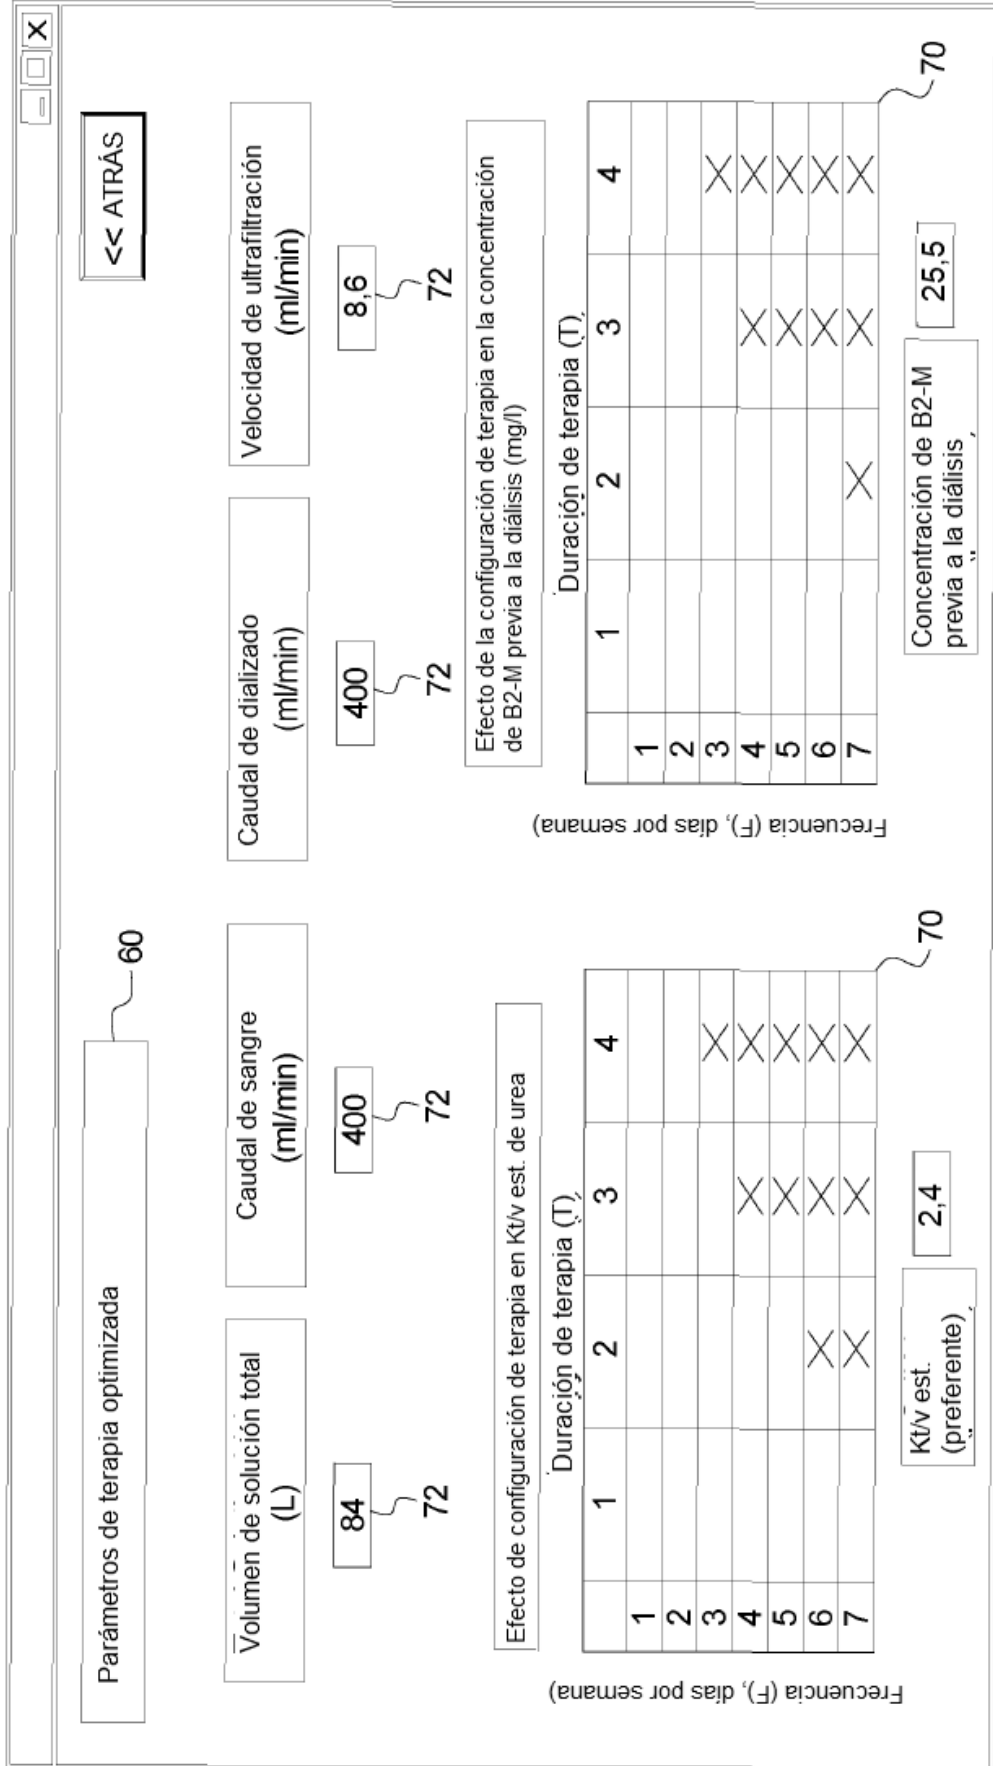 << ATRÁS
Parámetros de terapia optimizada
60
Volumen de solución total
(L)
84
72
Caudal de sangre
(ml/min)
400
72
Caudal de dializado
(ml/min)
400
72
Velocidad de ultrafiltración
(ml/min)
8,6
72
Efecto de configuración de terapia en Kt/v est. de urea
Duración de terapia (T),
1 2 3 4
Frecuencia (F), días por semana
1
2
3 X
4 X X
5 X X
6 X X X
7 X X X
70
Kt/v est.
(preferente)
2,4
Efecto de la configuración de terapia en la concentración
de B2-M previa a la diálisis (mg/l)
Duración de terapia (T),
1 2 3 4
Frecuencia (F), días por semana
1
2
3 X
4 X X
5 X X
6 X X
7 X X X
70
Concentración de B2-M
previa a la diálisis
25,5